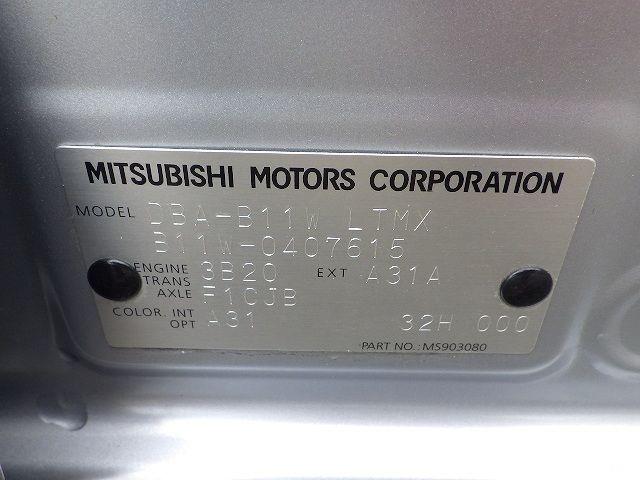 MITSUBISHI MOTORS CORPORATION
MODEL DBA-B11W LTMX
B11W-0407615
ENGINE 3B20 EXT A31A
TRANS AXLE F1CJB
COLOR. INT OPT A31 32H 000
PART NO.: M5903080